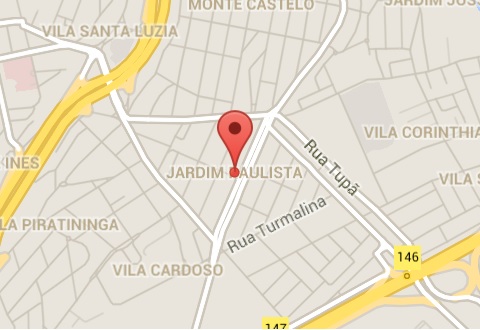 MONTE CASTELO
JARDIM JOS
VILA SANTA LUZIA
VILA CORINTHIA
Rua Tupã
INES
JARDIM PAULISTA
VILA S
LA PIRATININGA
Rua Turmalina
VILA CARDOSO
146
147